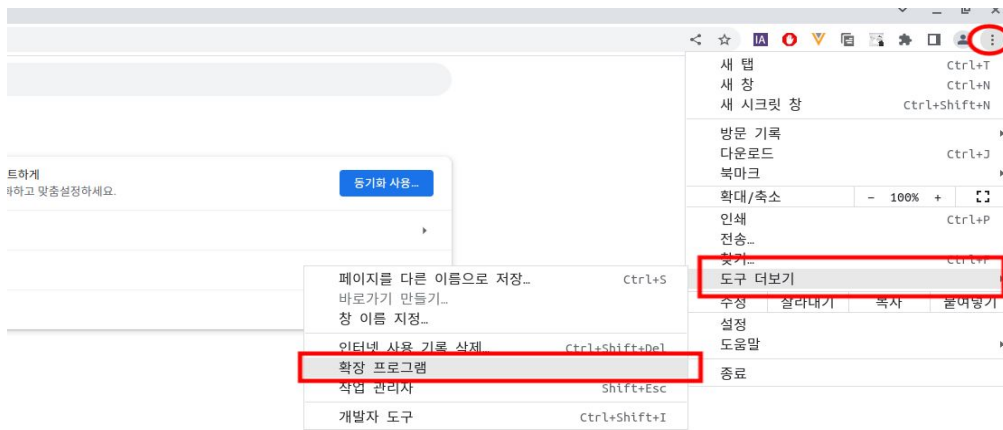 IA
새 탭 Ctrl+T
새 창 Ctrl+N
새 시크릿 창 Ctrl+Shift+N
방문 기록
다운로드 Ctrl+J
북마크
확대/축소 - 100% +
인쇄 Ctrl+P
전송…
찾기… Ctrl+F
도구 더보기
수정 잘라내기 복사 붙여넣기
설정
도움말
종료
트하게
화하고 맞춤설정하세요.
동기화 사용...
페이지를 다른 이름으로 저장… Ctrl+S
바로가기 만들기…
창 이름 지정…
인터넷 사용 기록 삭제… Ctrl+Shift+Del
확장 프로그램
작업 관리자 Shift+Esc
개발자 도구 Ctrl+Shift+I